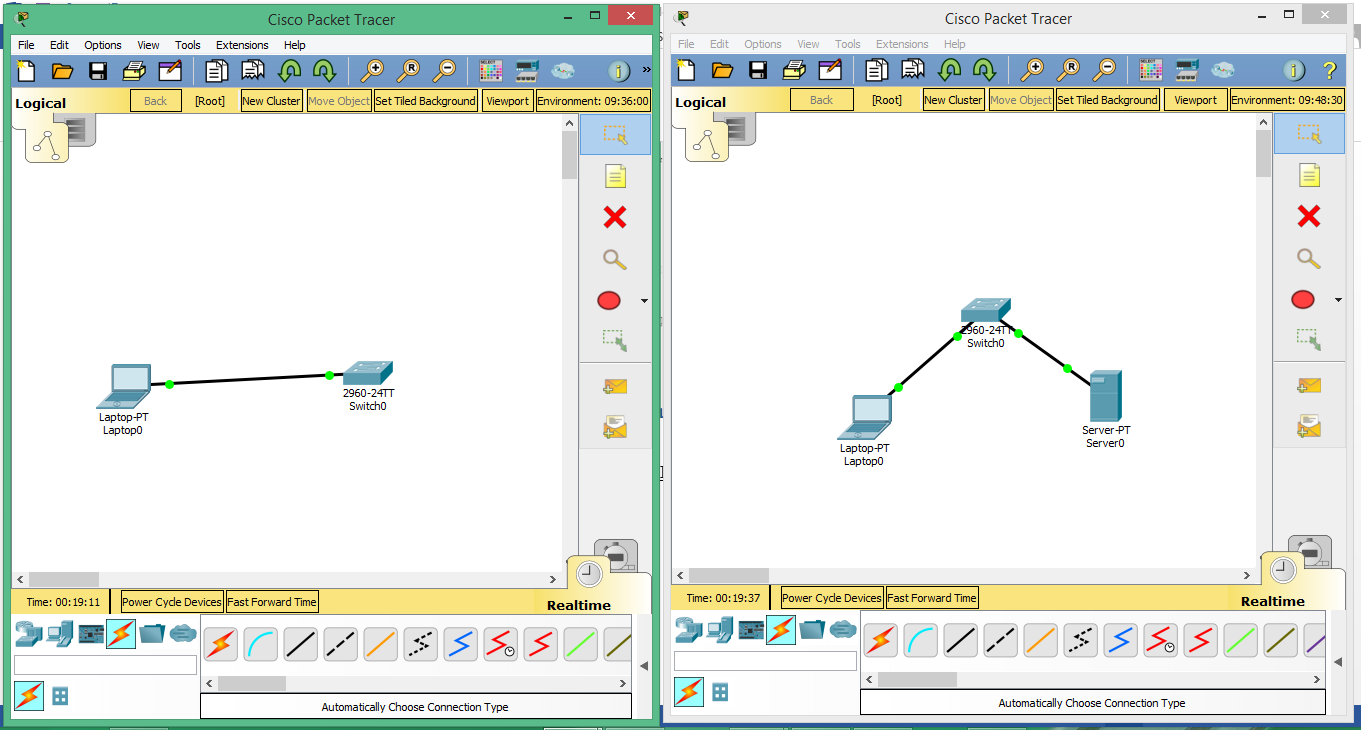 Cisco Packet Tracer
File Edit Options View Tools Extensions Help
Logical Back [Root] New Cluster Move Object Set Tiled Background Viewport Environment: 09:36:00
2960-24TT
Switch0
Laptop-PT
Laptop0
Time: 00:19:11 Power Cycle Devices Fast Forward Time Realtime
Automatically Choose Connection Type
Cisco Packet Tracer
File Edit Options View Tools Extensions Help
Logical Back [Root] New Cluster Move Object Set Tiled Background Viewport Environment: 09:48:30
2960-24TT
Switch0
Laptop-PT
Laptop0
Server-PT
Server0
Time: 00:19:37 Power Cycle Devices Fast Forward Time Realtime
Automatically Choose Connection Type